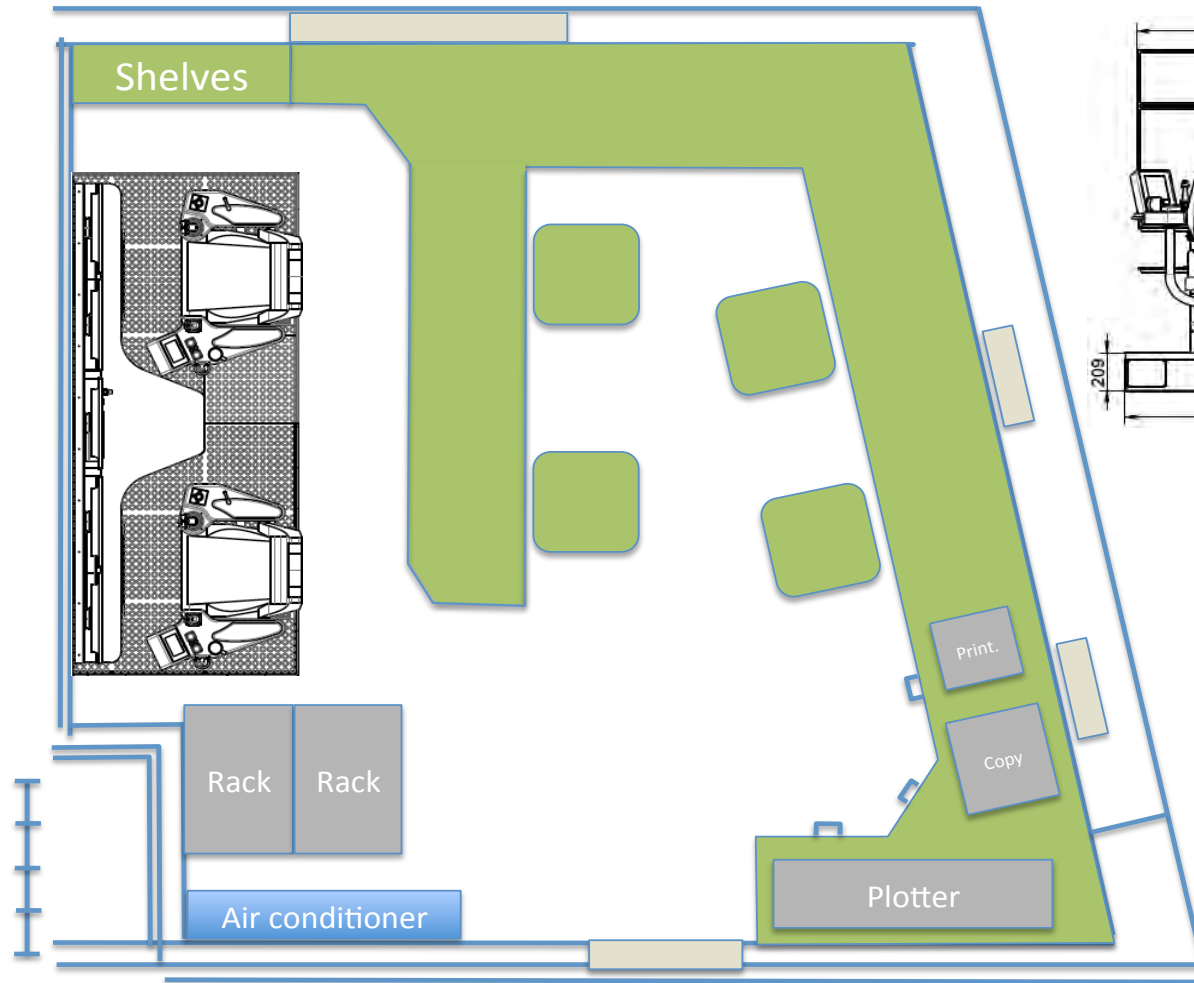 Shelves
209
Print.
Copy
Rack
Rack
Plotter
Air conditioner